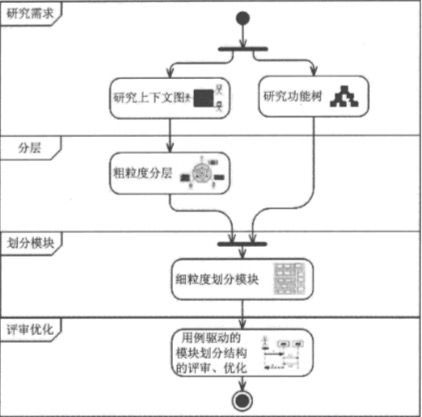 研究需求
研究上下文图
研究功能树
分层
粗粒度分层
划分模块
细粒度划分模块
评审优化
用例驱动的
模块划分结构
的评审、优化